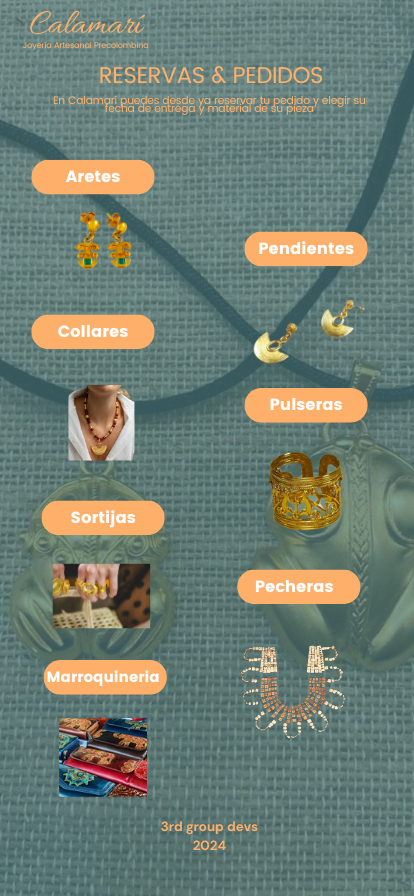 Calamarí
Joyería Artesanal Precolombina
RESERVAS & PEDIDOS
En Calamari puedes desde ya reservar tu pedido y elegir su
fecha de entrega y material de su pieza
Aretes
Pendientes
Collares
Pulseras
Sortijas
Pecheras
Marroquineria
3rd group devs
2024